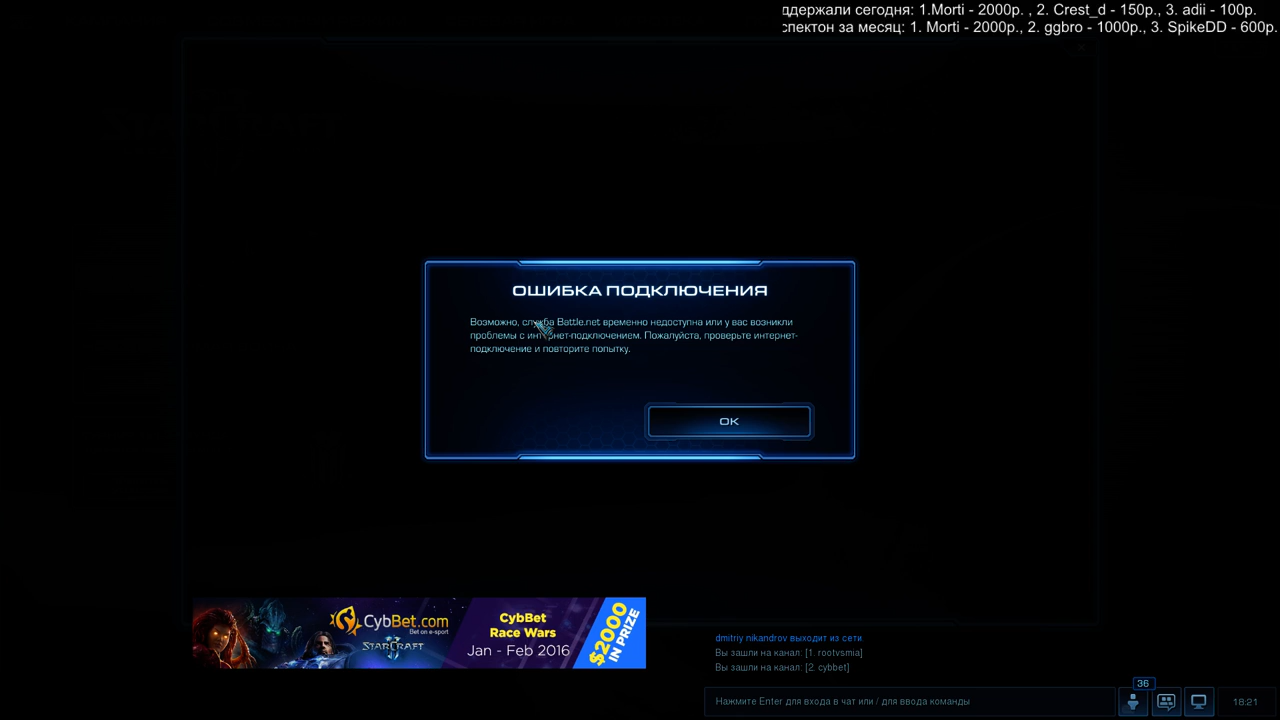 ддержали сегодня: 1.Morti - 2000р. , 2. Crest_d - 150р., 3. adii - 100р.
спектон за месяц: 1. Morti - 2000р., 2. ggbro - 1000р., 3. SpikeDD - 600р.
ОШИБКА ПОДКЛЮЧЕНИЯ
Возможно, служба Battle.net временно недоступна или у вас возникли
проблемы с интернет-подключением. Пожалуйста, проверьте интернет-
подключение и повторите попытку.
OK
CybBet.com
Bet on e-sport
STARCRAFT
II
CybBet
Race Wars
Jan - Feb 2016
$2000
IN PRIZE
dmitriy nikandrov выходит из сети.
Вы зашли на канал: [1. rootvsmia]
Вы зашли на канал: [2. cybbet]
Нажмите Enter для входа в чат или / для ввода команды
36
18:21